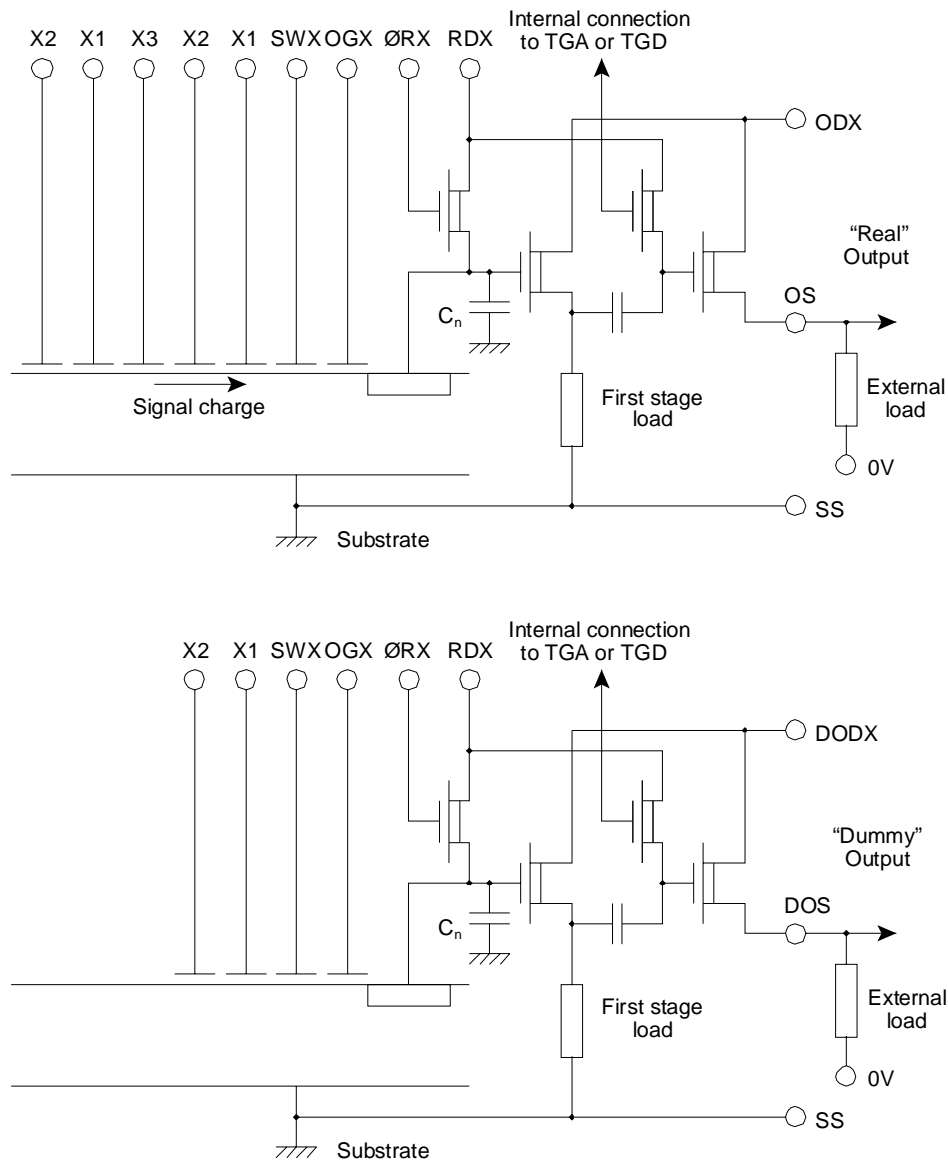 Internal connection
to TGA or TGD
X2 X1 X3 X2 X1 SWX OGX ØRX RDX
ODX
“Real”
Output
OS
Cn
Signal charge
First stage
load
External
load
0V
SS
Substrate
Internal connection
to TGA or TGD
X2 X1 SWX OGX ØRX RDX
DODX
“Dummy”
Output
DOS
Cn
First stage
load
External
load
0V
SS
Substrate